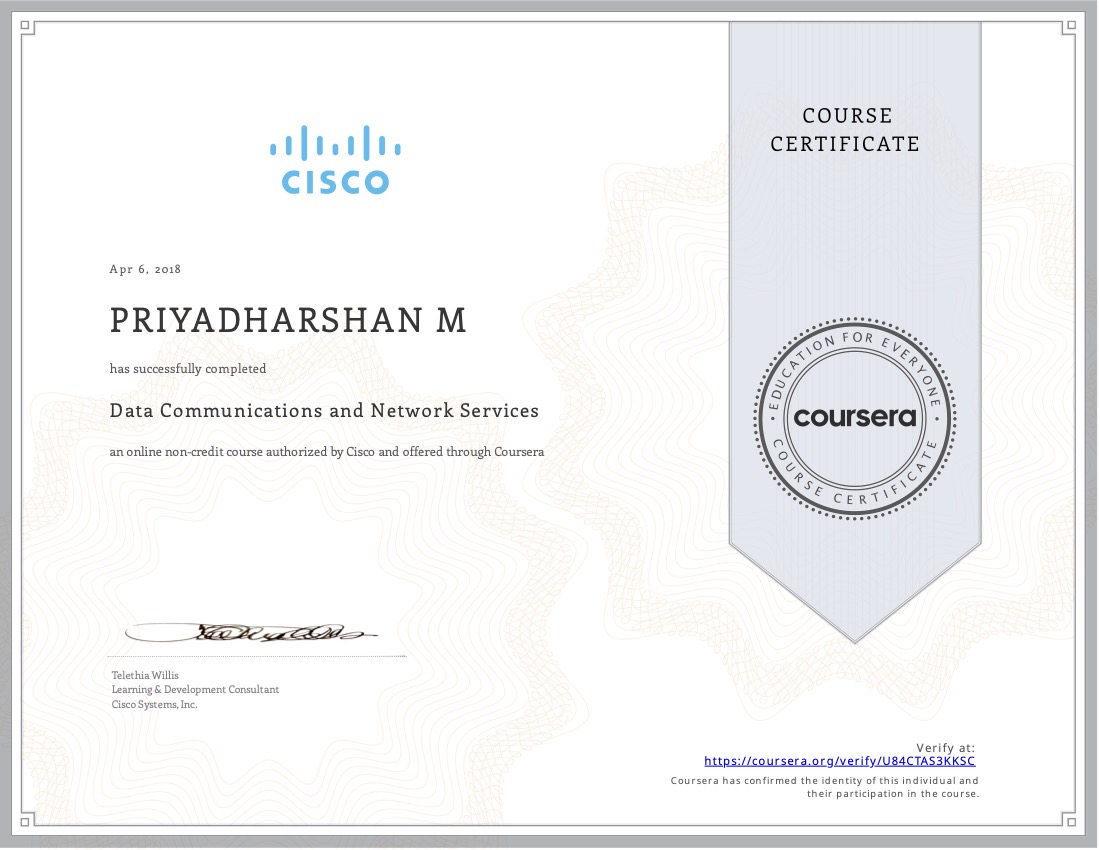 CISCO
COURSE
CERTIFICATE
Apr 6, 2018
PRIYADHARSHAN M
has successfully completed
Data Communications and Network Services
an online non-credit course authorized by Cisco and offered through Coursera
EDUCATION FOR EVERYONE
coursera
COURSE CERTIFICATE
Telethia Willis
Learning & Development Consultant
Cisco Systems, Inc.
Verify at:
https://coursera.org/verify/U84CTAS3KKSC
Coursera has confirmed the identity of this individual and
their participation in the course.